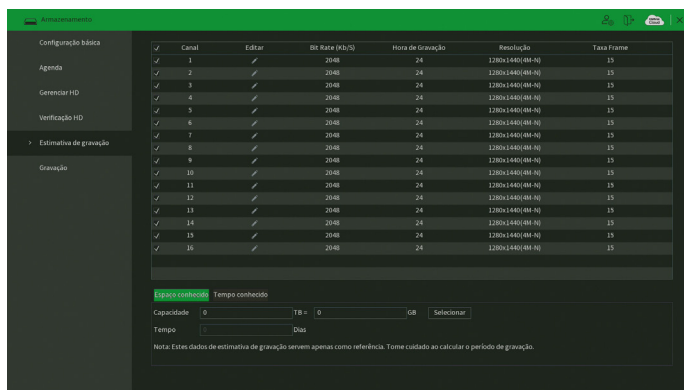 Armazenamento
Configuração básica
Agenda
Gerenciar HD
Verificação HD
> Estimativa de gravação
Gravação
Canal Editar Bit Rate (Kb/S) Hora de Gravação Resolução Taxa Frame
1 2048 24 1280x1440(4M-N) 15
2 2048 24 1280x1440(4M-N) 15
3 2048 24 1280x1440(4M-N) 15
4 2048 24 1280x1440(4M-N) 15
5 2048 24 1280x1440(4M-N) 15
6 2048 24 1280x1440(4M-N) 15
7 2048 24 1280x1440(4M-N) 15
8 2048 24 1280x1440(4M-N) 15
9 2048 24 1280x1440(4M-N) 15
10 2048 24 1280x1440(4M-N) 15
11 2048 24 1280x1440(4M-N) 15
12 2048 24 1280x1440(4M-N) 15
13 2048 24 1280x1440(4M-N) 15
14 2048 24 1280x1440(4M-N) 15
15 2048 24 1280x1440(4M-N) 15
16 2048 24 1280x1440(4M-N) 15
Espaço conhecido Tempo conhecido
Capacidade 0 TB = 0 GB Selecionar
Tempo 0 Dias
Nota: Estes dados de estimativa de gravação servem apenas como referência. Tome cuidado ao calcular o período de gravação.